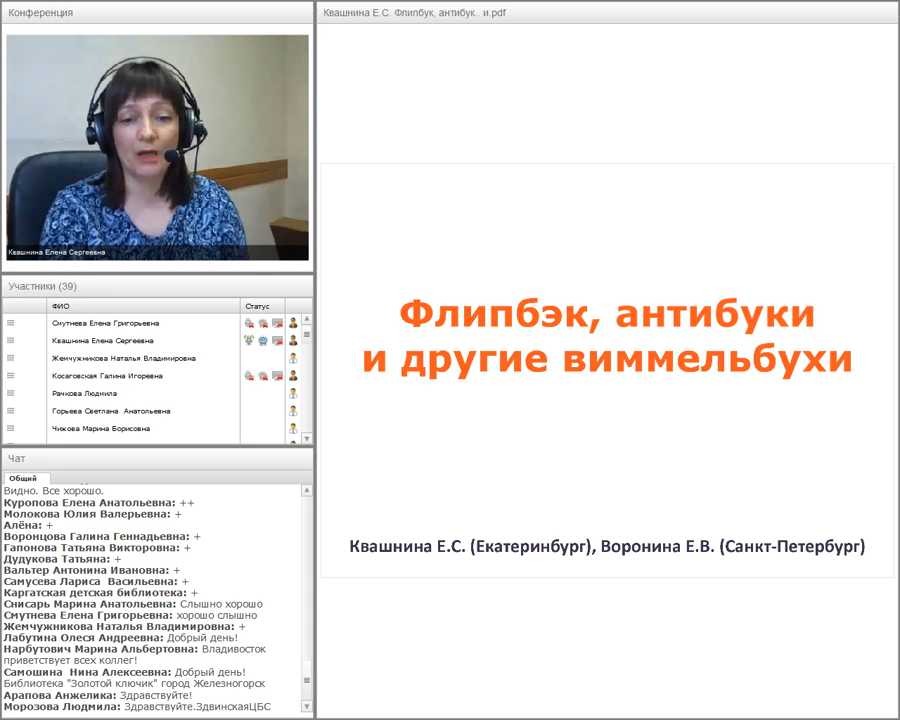 Конференция
Квашнина Елена Сергеевна
Участники (39)
ФИО Статус
Смутнева Елена Григорьевна
Квашнина Елена Сергеевна
Жемчужникова Наталья Владимировна
Косаговская Галина Игоревна
Рачкова Людмила
Горьева Светлана Анатольевна
Чижова Марина Борисовна
Чат
Общий
Видно. Все хорошо.
Куропова Елена Анатольевна: ++
Молокова Юлия Валерьевна: +
Алёна: +
Воронцова Галина Геннадьевна: +
Гапонова Татьяна Викторовна: +
Дудукова Татьяна: +
Вальтер Антонина Ивановна: +
Самусева Лариса Васильевна: +
Каргатская детская библиотека: +
Снисарь Марина Анатольевна: Слышно хорошо
Смутнева Елена Григорьевна: хорошо слышно
Жемчужникова Наталья Владимировна: +
Лабутина Олеся Андреевна: Добрый день!
Нарбутович Марина Альбертовна: Владивосток
приветствует всех коллег!
Самошина Нина Алексеевна: Добрый день!
Библиотека "Золотой ключик" город Железногорск
Арапова Анжелика: Здравствуйте!
Морозова Людмила: Здравствуйте.ЗдвинскаяЦБС
Квашнина Е.С. Флипбук, антибук.. и.pdf
Флипбэк, антибуки
и другие виммельбухи
Квашнина Е.С. (Екатеринбург), Воронина Е.В. (Санкт-Петербург)